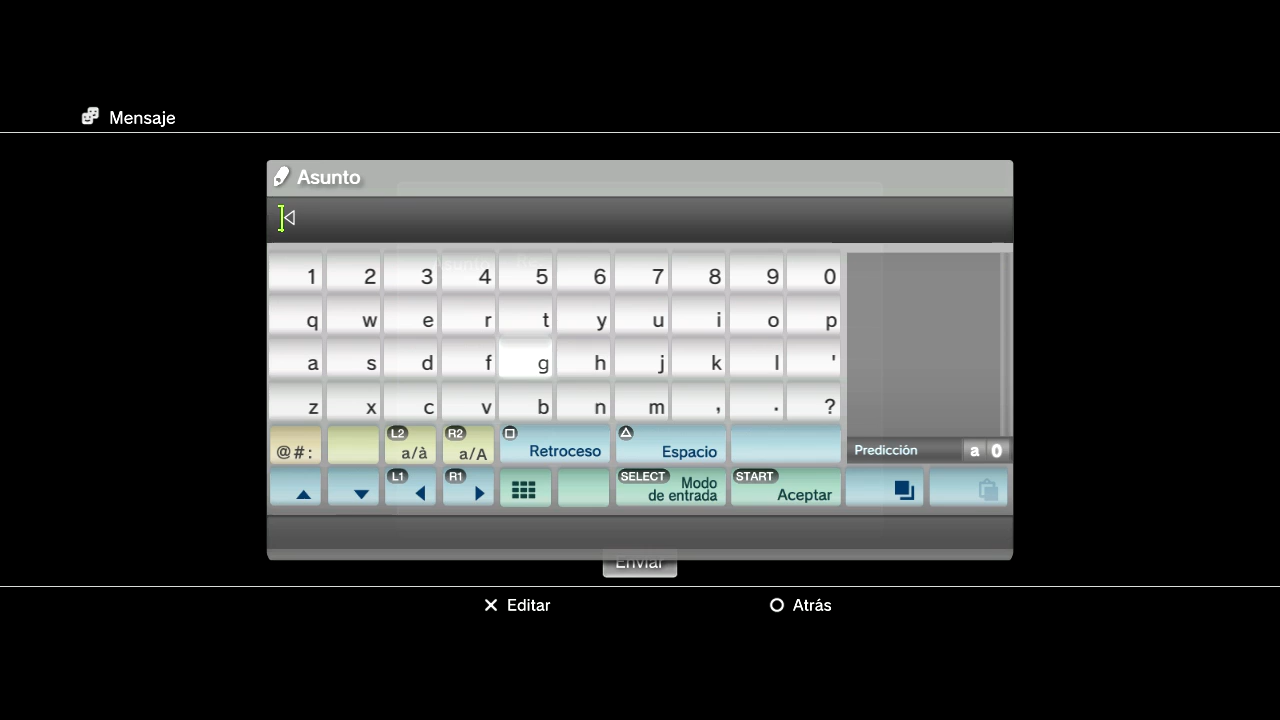 Mensaje
Asunto
1 2 3 4 5 6 7 8 9 0
q w e r t y u i o p
a s d f g h j k l '
z x c v b n m , . ?
@#: L2 a/à R2 a/A Retroceso Espacio Predicción a 0
L1 R1 SELECT Modo de entrada START Aceptar
Enviar
Editar Atrás